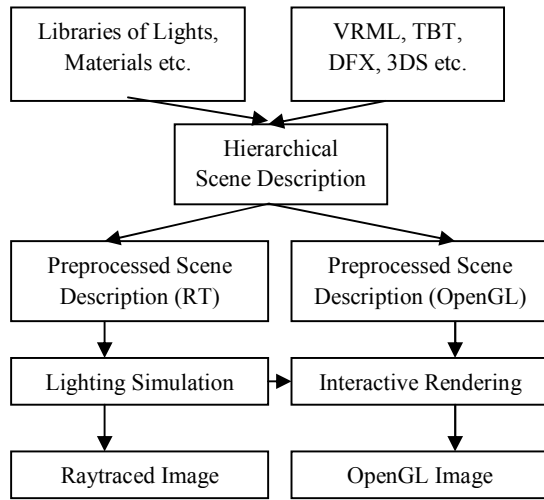 Libraries of Lights,
Materials etc.
VRML, TBT,
DFX, 3DS etc.
Hierarchical
Scene Description
Preprocessed Scene
Description (RT)
Preprocessed Scene
Description (OpenGL)
Lighting Simulation
Interactive Rendering
Raytraced Image
OpenGL Image